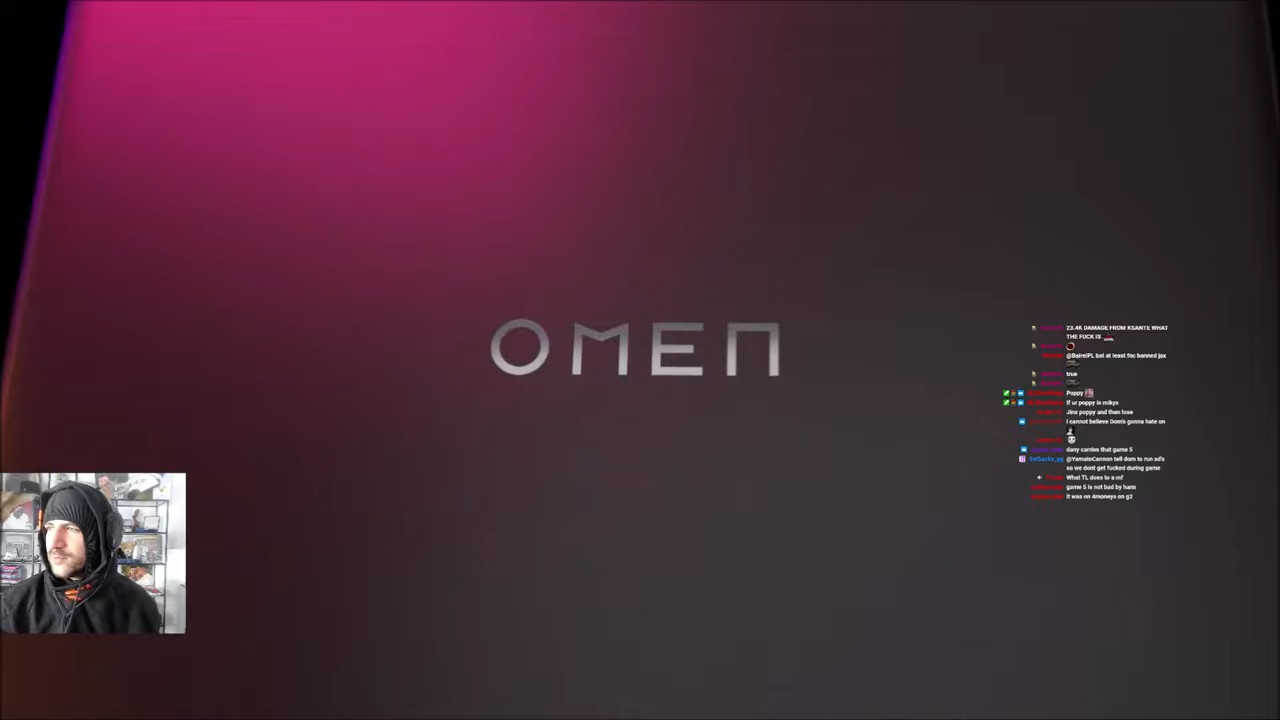 OMEN
23.4K DAMAGE FROM KSANTE WHAT
THE FUCK IS
@BairelPL bat at least fnc banned jax
true
Poppy
If ur poppy in mikyx
Jinx poppy and then lose
I cannot believe Dom's gonna hate on
dany carries that game 5
@YamatoCannon tell dom to run ad's
so we dont get fucked during game
What TL does to a mf
game 5 is not bad by hans
it was on 4moneys on g2